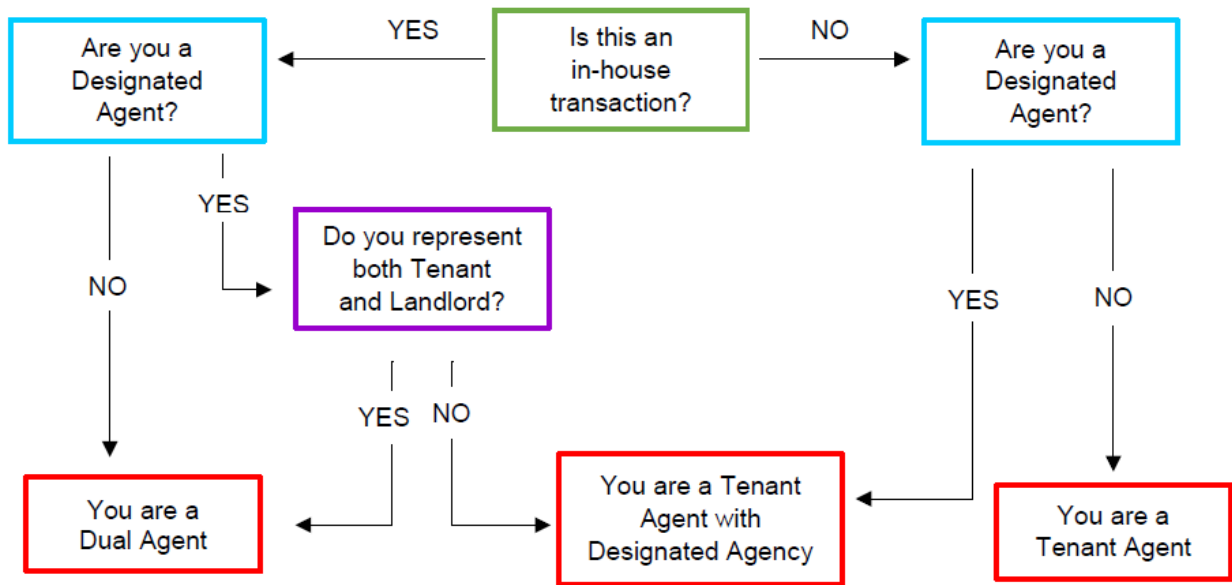 YES
NO
Are you a
Designated
Agent?
Is this an
in-house
transaction?
Are you a
Designated
Agent?
YES
Do you represent
both Tenant
and Landlord?
NO
YES
NO
YES
NO
You are a
Dual Agent
You are a Tenant
Agent with
Designated Agency
You are a
Tenant Agent